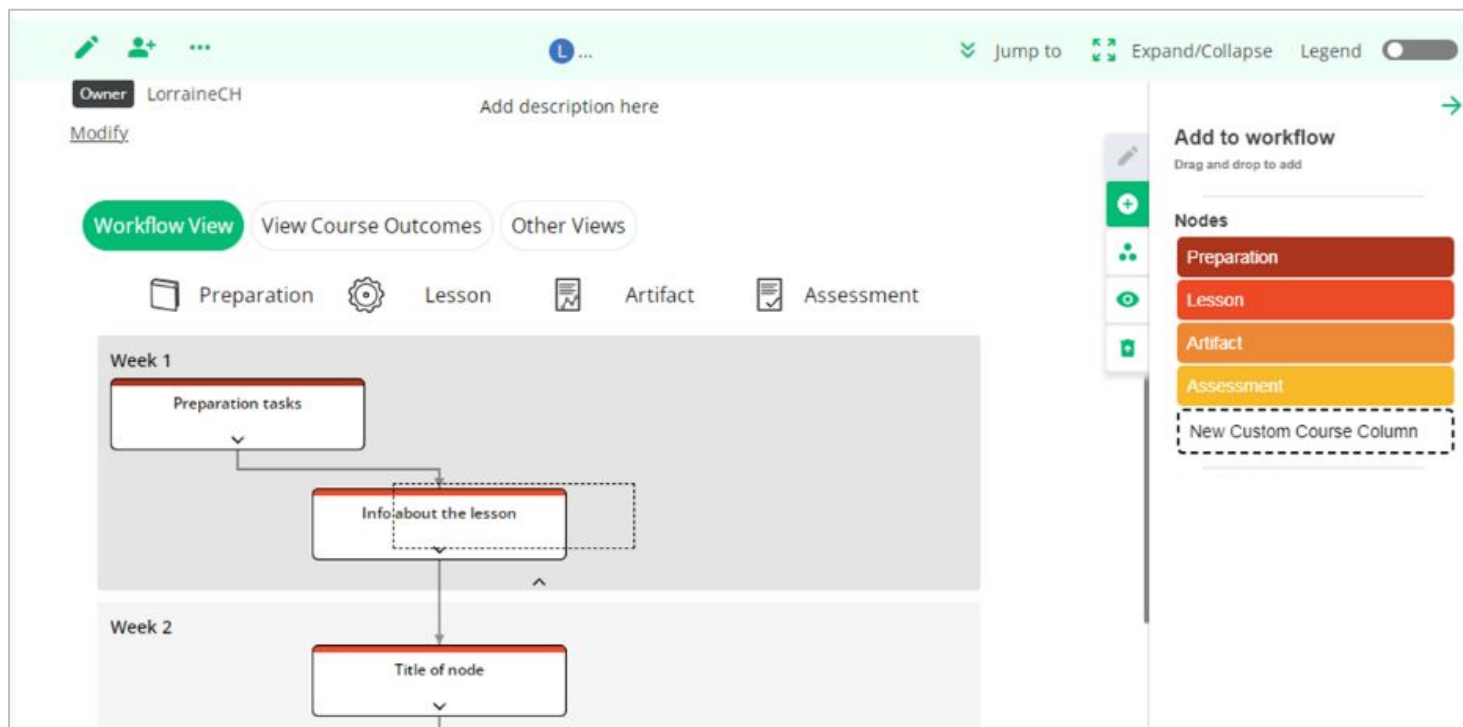 L ...
Jump to
Expand/Collapse
Legend
Owner LorraineCH
Add description here
Modify
Workflow View
View Course Outcomes
Other Views
Preparation
Lesson
Artifact
Assessment
Week 1
Preparation tasks
Info about the lesson
Week 2
Title of node
Add to workflow
Drag and drop to add
Nodes
Preparation
Lesson
Artifact
Assessment
New Custom Course Column